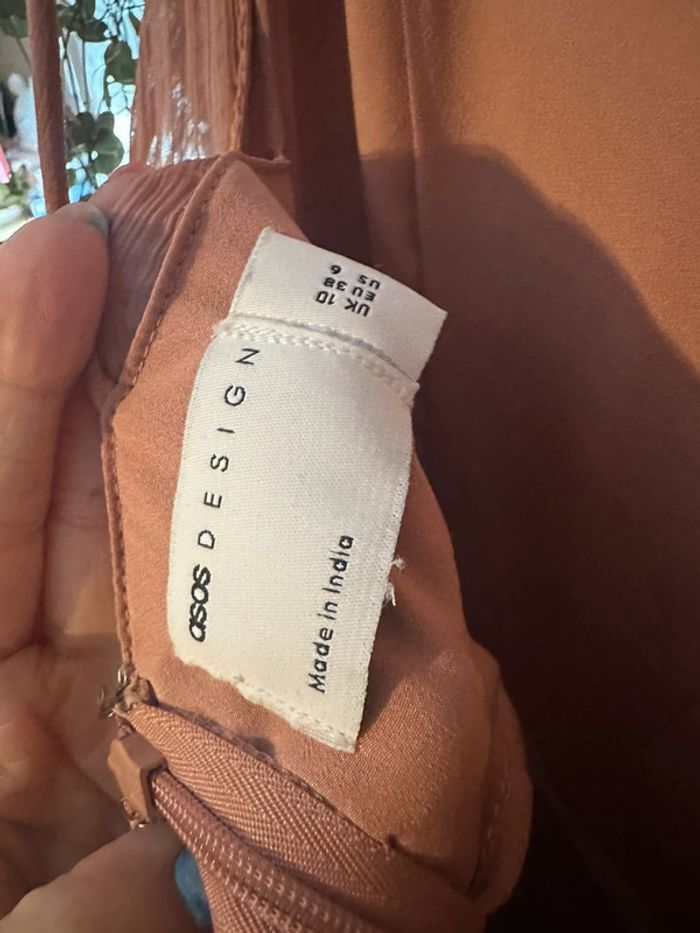 asos DESIGN
Made in India
UK 10
EU 38
US 6